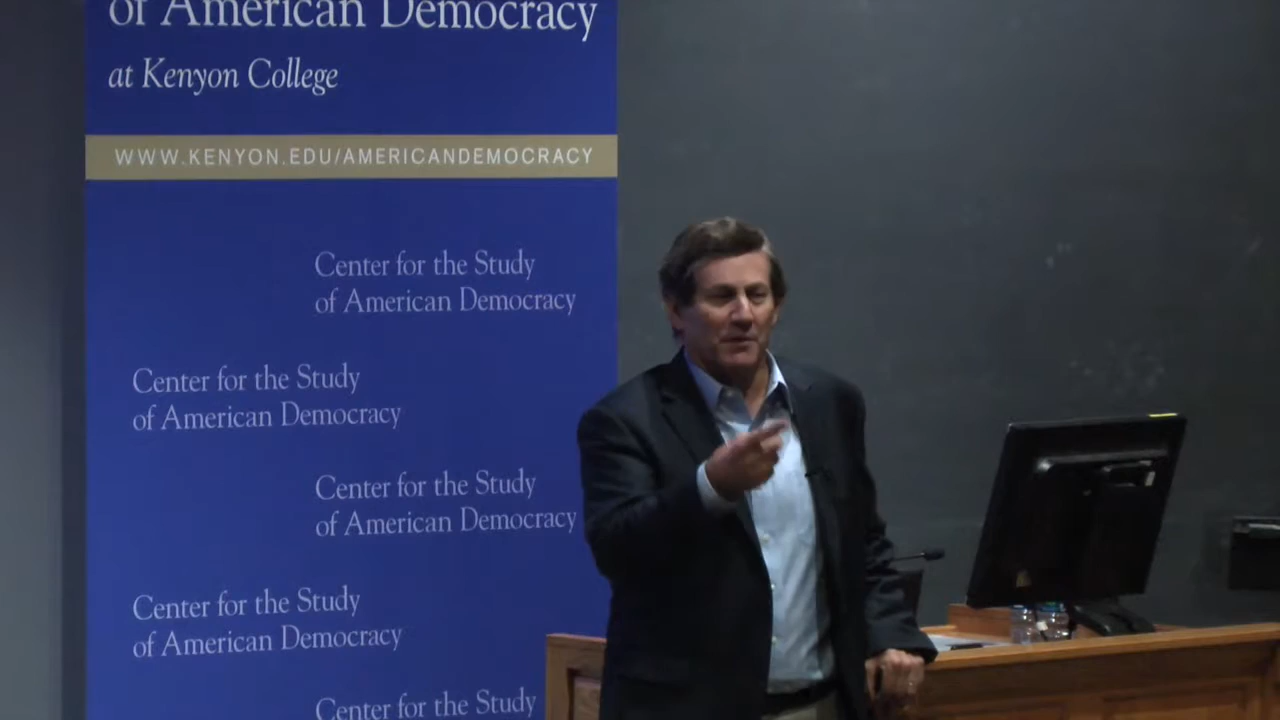 of American Democracy
at Kenyon College
WWW.KENYON.EDU/AMERICANDEMOCRACY
Center for the Study
of American Democracy
Center for the Study
of American Democracy
Center for the Study
of American Democracy
Center for the Study
of American Democracy
Center for the Study